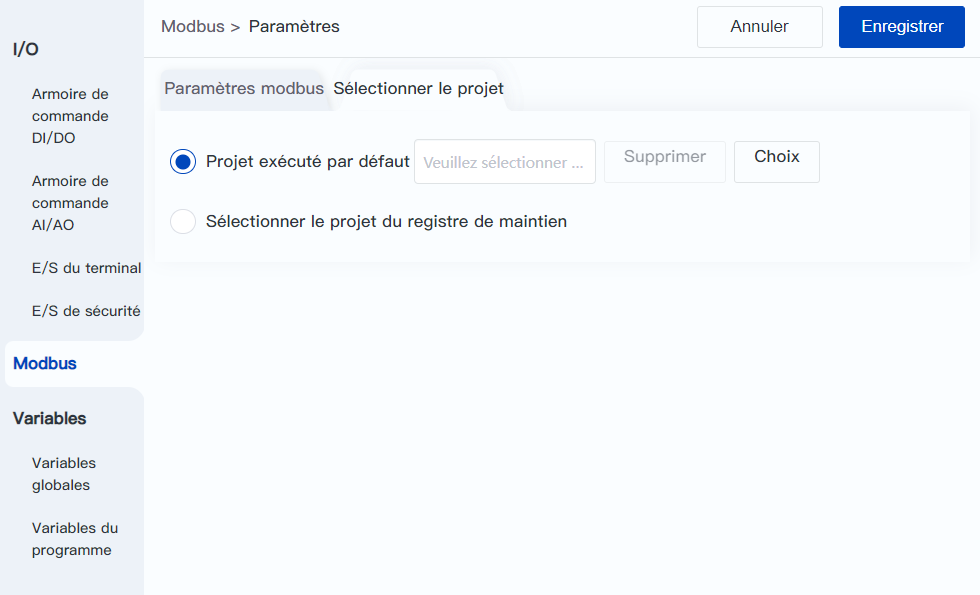 I/O
Armoire de
commande
DI/DO
Armoire de
commande
AI/AO
E/S du terminal
E/S de sécurité
Modbus
Variables
Variables
globales
Variables du
programme
Modbus > Paramètres
Annuler
Enregistrer
Paramètres modbus
Sélectionner le projet
Projet exécuté par défaut
Veuillez sélectionner ...
Supprimer
Choix
Sélectionner le projet du registre de maintien